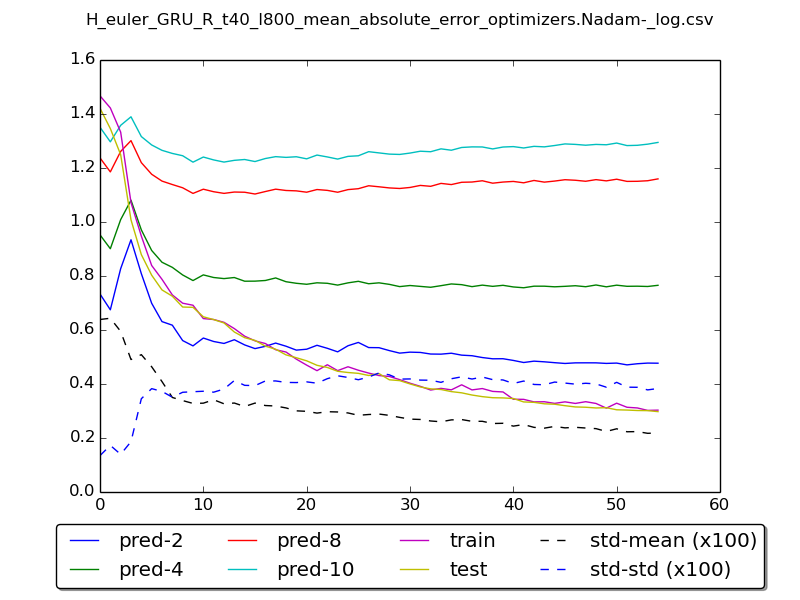 H_euler_GRU_R_t40_l800_mean_absolute_error_optimizers.Nadam-_log.csv
1.6
1.4
1.2
1.0
0.8
0.6
0.4
0.2
0.0
0 10 20 30 40 50 60
pred-2 pred-8 train std-mean (x100)
pred-4 pred-10 test std-std (x100)